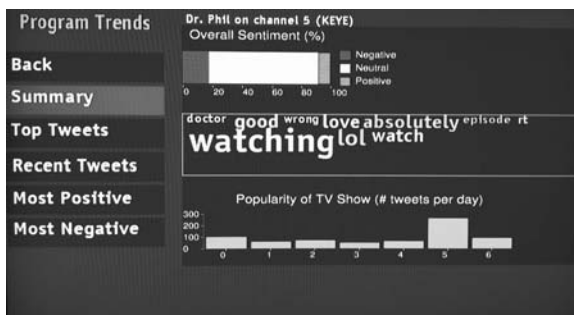 Program Trends
Back
Summary
Top Tweets
Recent Tweets
Most Positive
Most Negative
Dr. Phil on channel 5 (KEYE)
Overall Sentiment (%)
Negative
Neutral
Positive
0 20 40 60 80 100
doctor good wrong love absolutely episode rt
watching lol watch
Popularity of TV Show (# tweets per day)
300
200
100
0
0 1 2 3 4 5 6